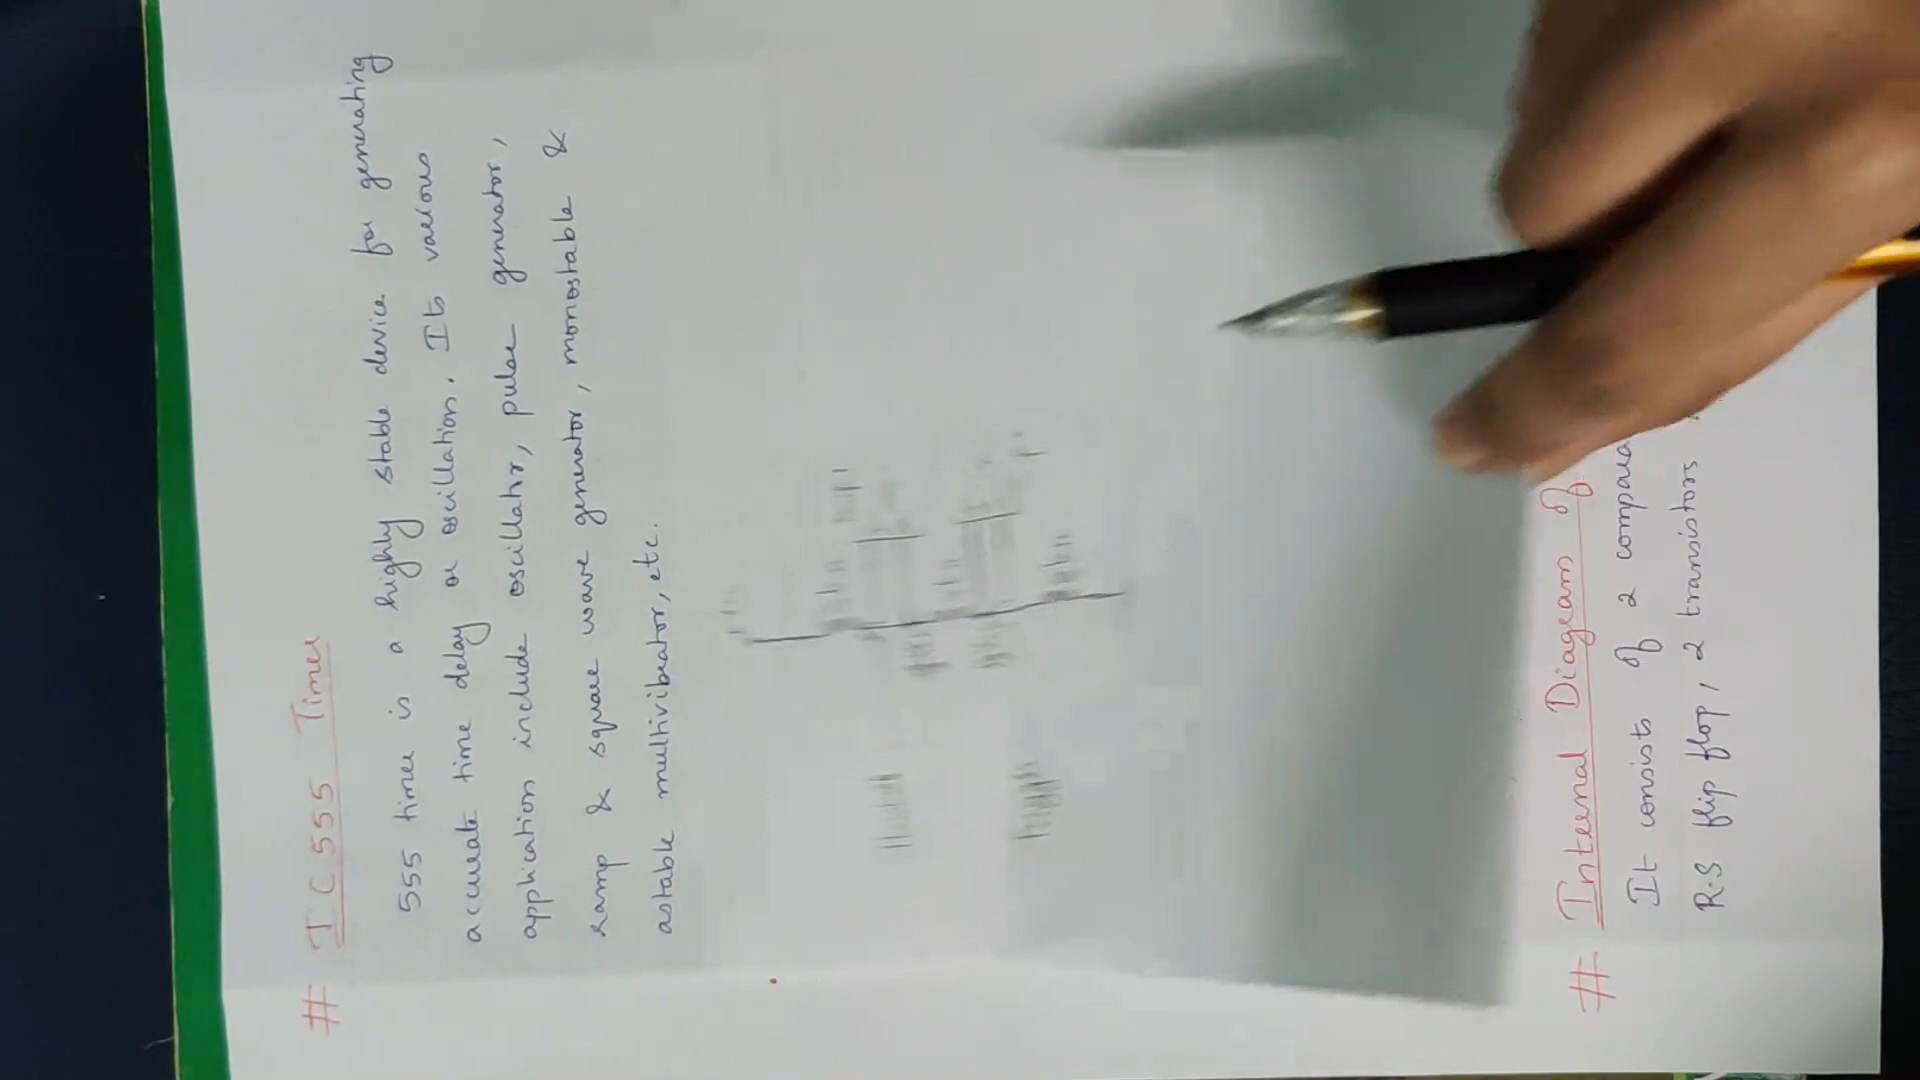 # IC 555 Timer
555 timer is a highly stable device for generating
accurate time delay or oscillation. Its various
application include oscillator, pulse generator,
ramp & square wave generator, monostable &
astable multivibrator, etc.
# Internal Diagram of
It consists of 2 compara
R-S flip flop, 2 transistors